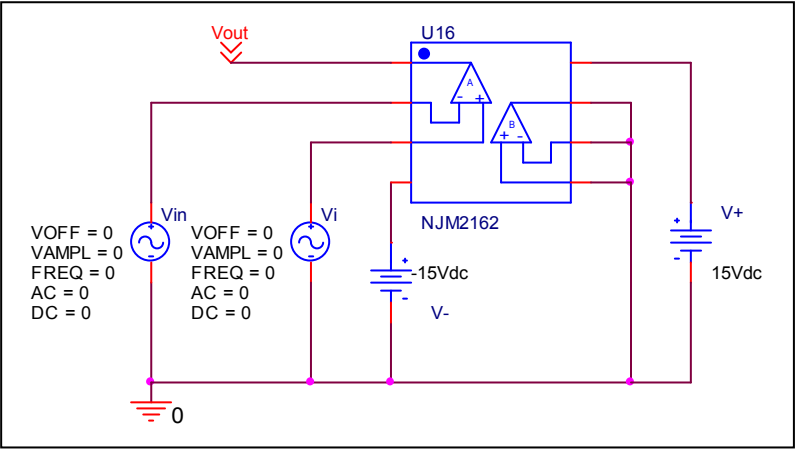 Vout
U16
A
- +
B
+ -
NJM2162
Vin
VOFF = 0
VAMPL = 0
FREQ = 0
AC = 0
DC = 0
Vi
VOFF = 0
VAMPL = 0
FREQ = 0
AC = 0
DC = 0
+
-15Vdc
-
V-
V+
+
15Vdc
-
0